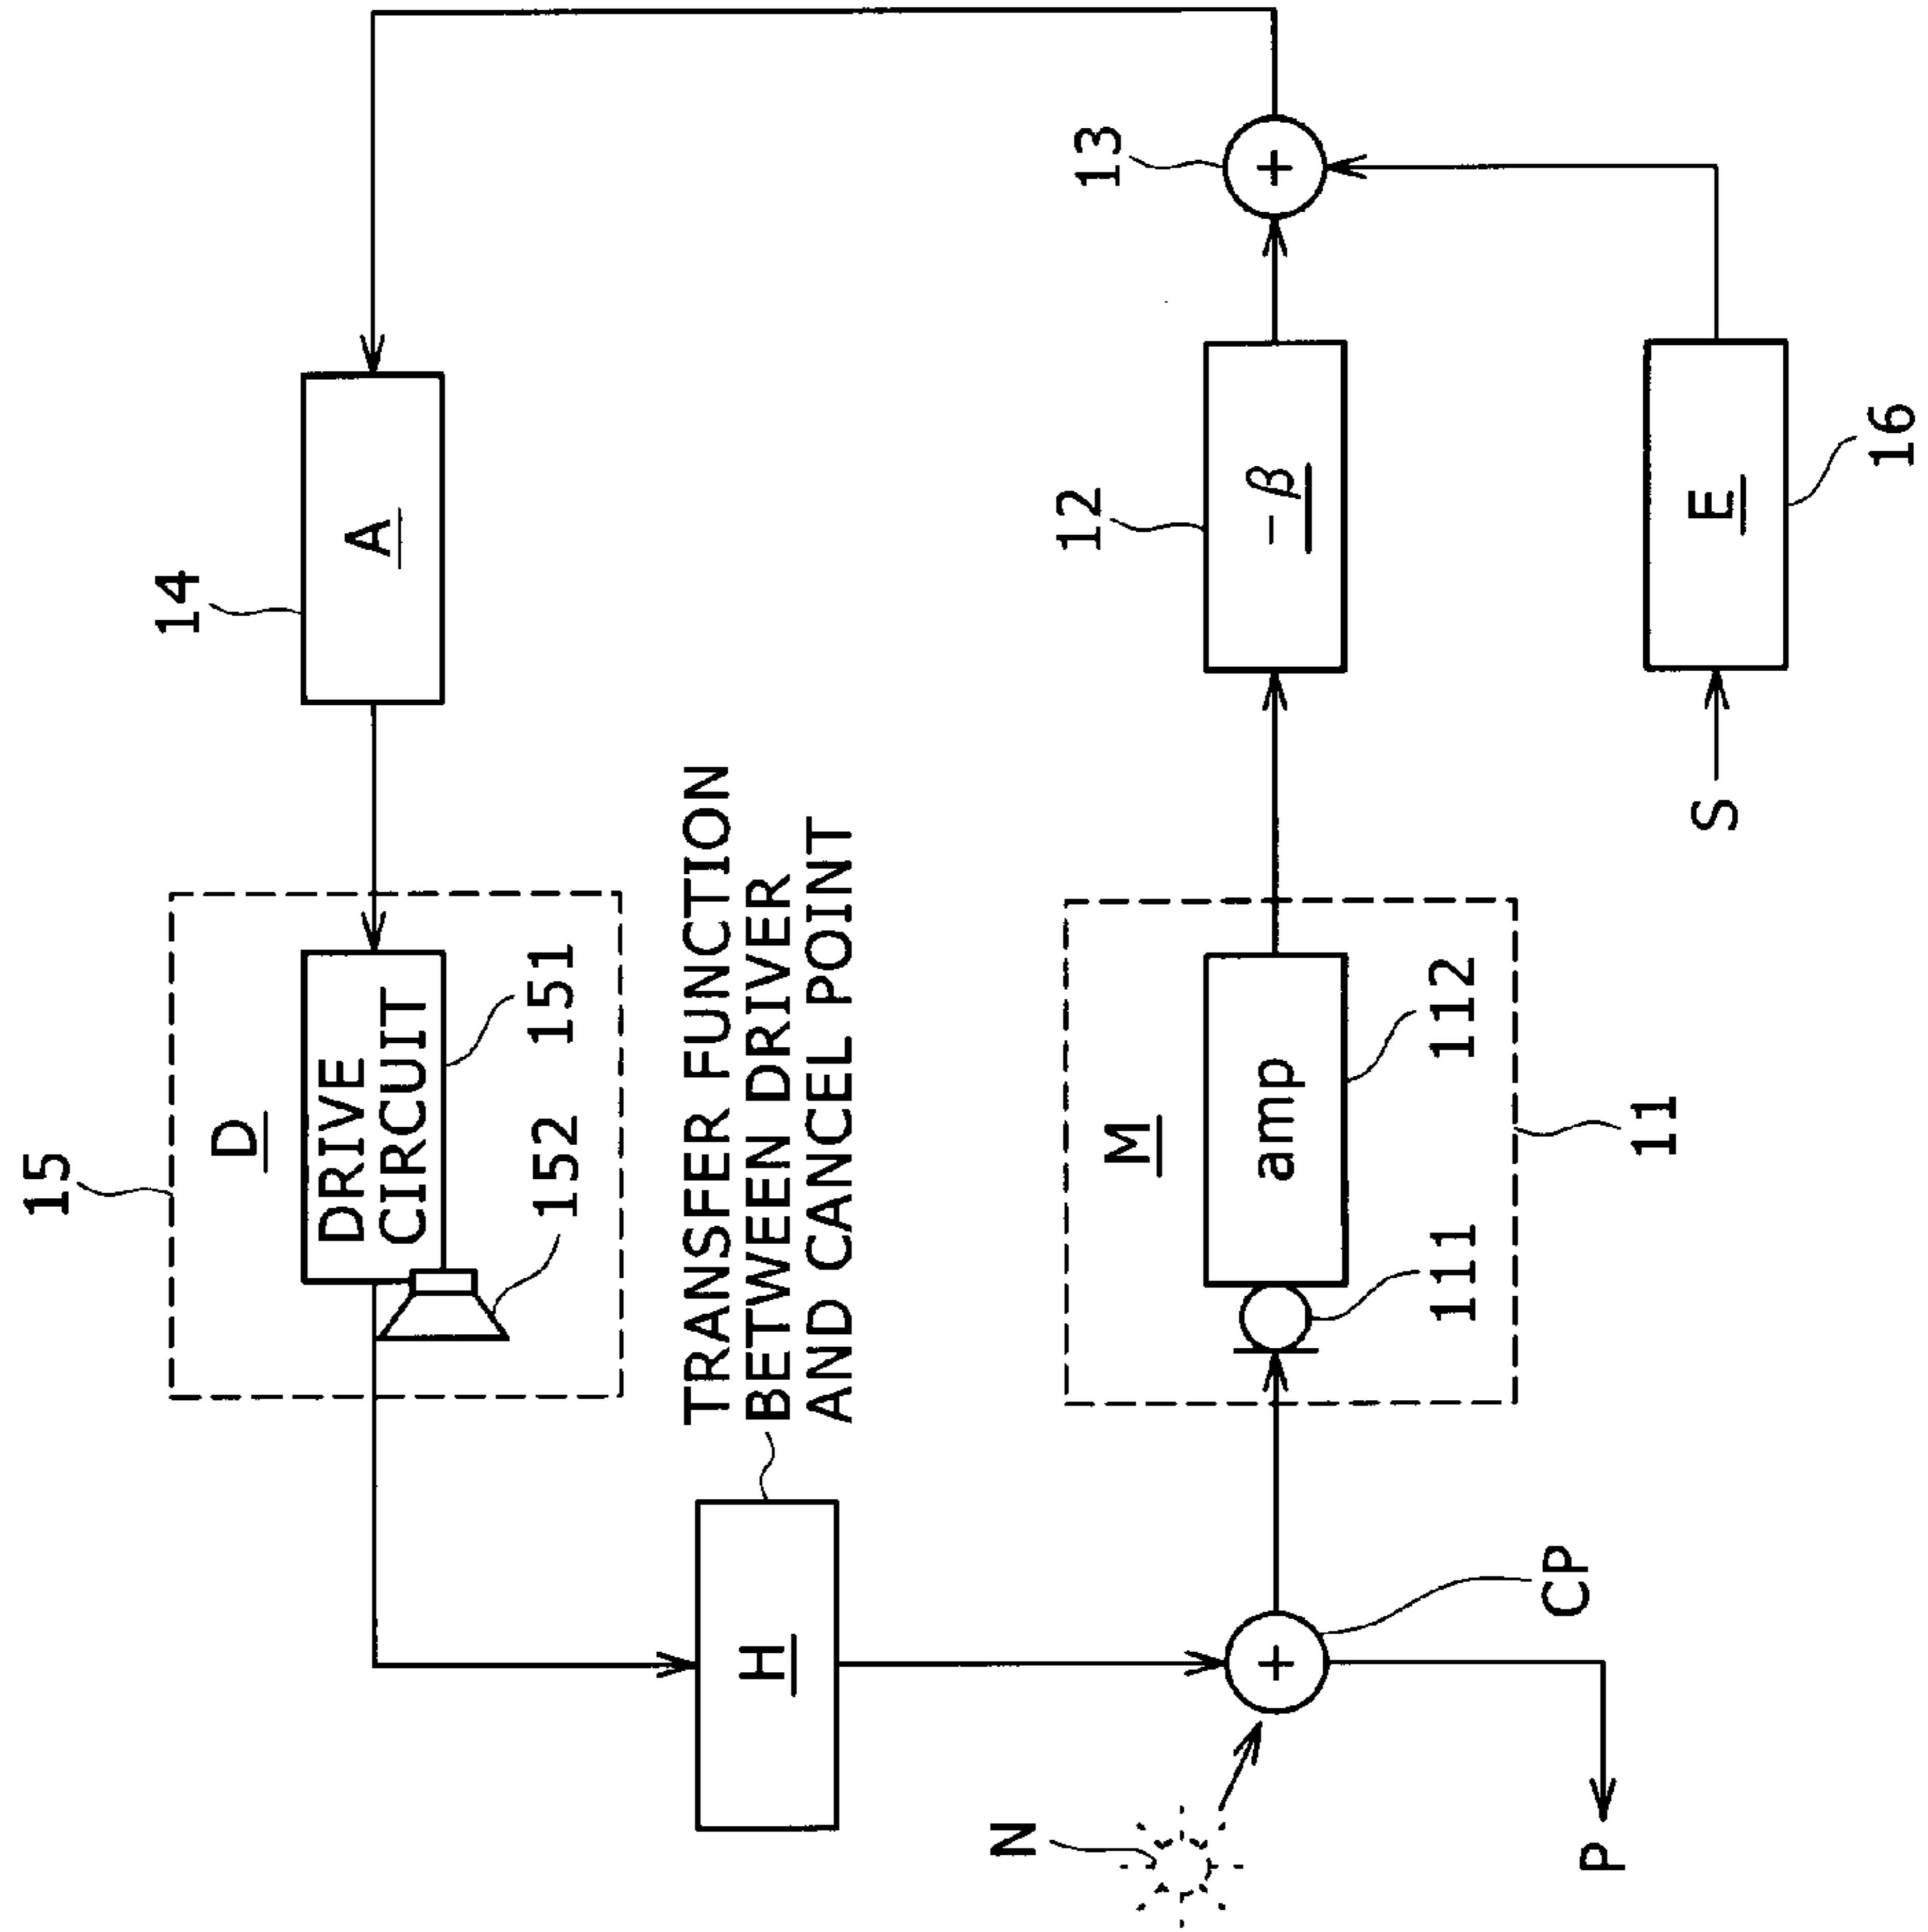 15
D
DRIVE
CIRCUIT
151
152
14
A
TRANSFER FUNCTION
BETWEEN DRIVER
AND CANCEL POINT
H
N
P
CP
M
amp
111
112
11
12
-β
13
S
E
16
+
+